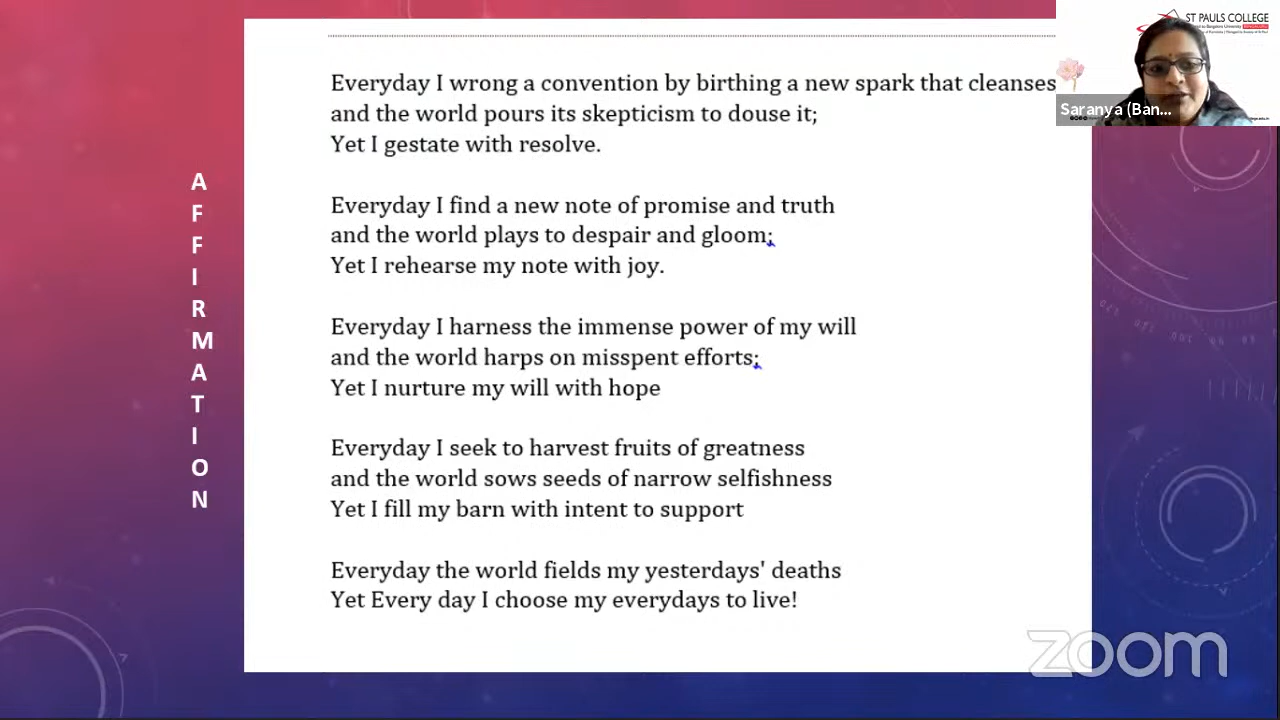 AFFIRMATION
Everyday I wrong a convention by birthing a new spark that cleanses
and the world pours its skepticism to douse it;
Yet I gestate with resolve.
Everyday I find a new note of promise and truth
and the world plays to despair and gloom;
Yet I rehearse my note with joy.
Everyday I harness the immense power of my will
and the world harps on misspent efforts;
Yet I nurture my will with hope
Everyday I seek to harvest fruits of greatness
and the world sows seeds of narrow selfishness
Yet I fill my barn with intent to support
Everyday the world fields my yesterdays' deaths
Yet Every day I choose my everydays to live!
ST PAULS COLLEGE
Saranya (Ban...
zoom